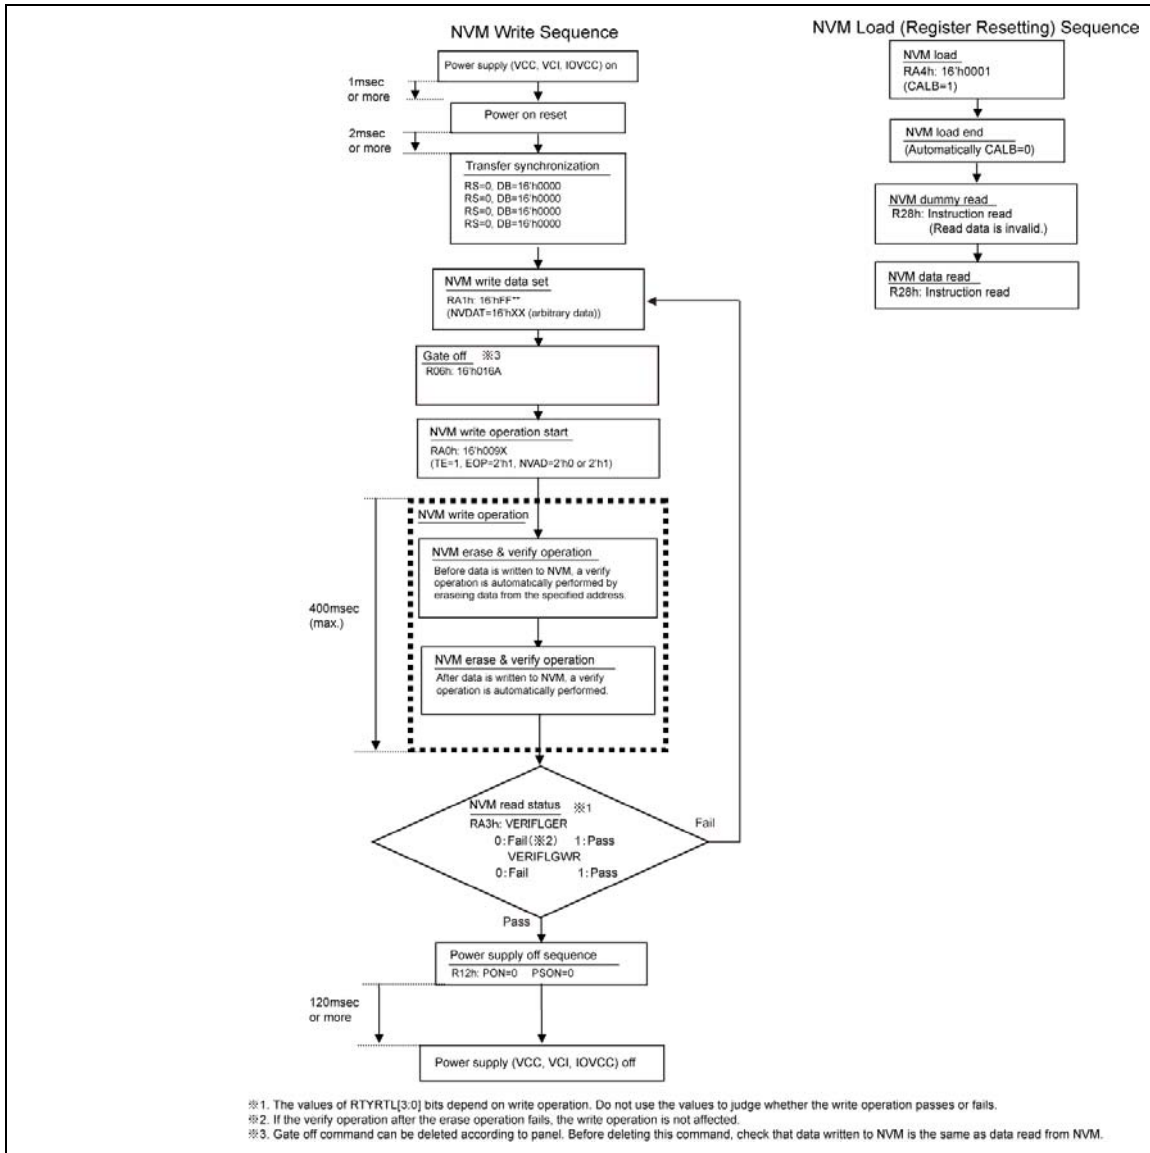 NVM Write Sequence
Power supply (VCC, VCI, IOVCC) on
1msec
or more
Power on reset
2msec
or more
Transfer synchronization
RS=0, DB=16'h0000
RS=0, DB=16'h0000
RS=0, DB=16'h0000
RS=0, DB=16'h0000
NVM write data set
RA1h: 16'hFF**
(NVDAT=16'hXX (arbitrary data))
Gate off ※3
R06h: 16'h016A
NVM write operation start
RA0h: 16'h009X
(TE=1, EOP=2'h1, NVAD=2'h0 or 2'h1)
NVM write operation
NVM erase & verify operation
Before data is written to NVM, a verify
operation is automatically performed by
eraseing data from the specified address.
400msec
(max.)
NVM erase & verify operation
After data is written to NVM, a verify
operation is automatically performed.
NVM read status ※1
RA3h: VERIFLGER
0:Fail(※2) 1:Pass
VERIFLGWR
0:Fail 1:Pass
Fail
Pass
Power supply off sequence
R12h: PON=0 PSON=0
120msec
or more
Power supply (VCC, VCI, IOVCC) off
NVM Load (Register Resetting) Sequence
NVM load
RA4h: 16'h0001
(CALB=1)
NVM load end
(Automatically CALB=0)
NVM dummy read
R28h: Instruction read
(Read data is invalid.)
NVM data read
R28h: Instruction read
※1. The values of RTYRTL[3:0] bits depend on write operation. Do not use the values to judge whether the write operation passes or fails.
※2. If the verify operation after the erase operation fails, the write operation is not affected.
※3. Gate off command can be deleted according to panel. Before deleting this command, check that data written to NVM is the same as data read from NVM.